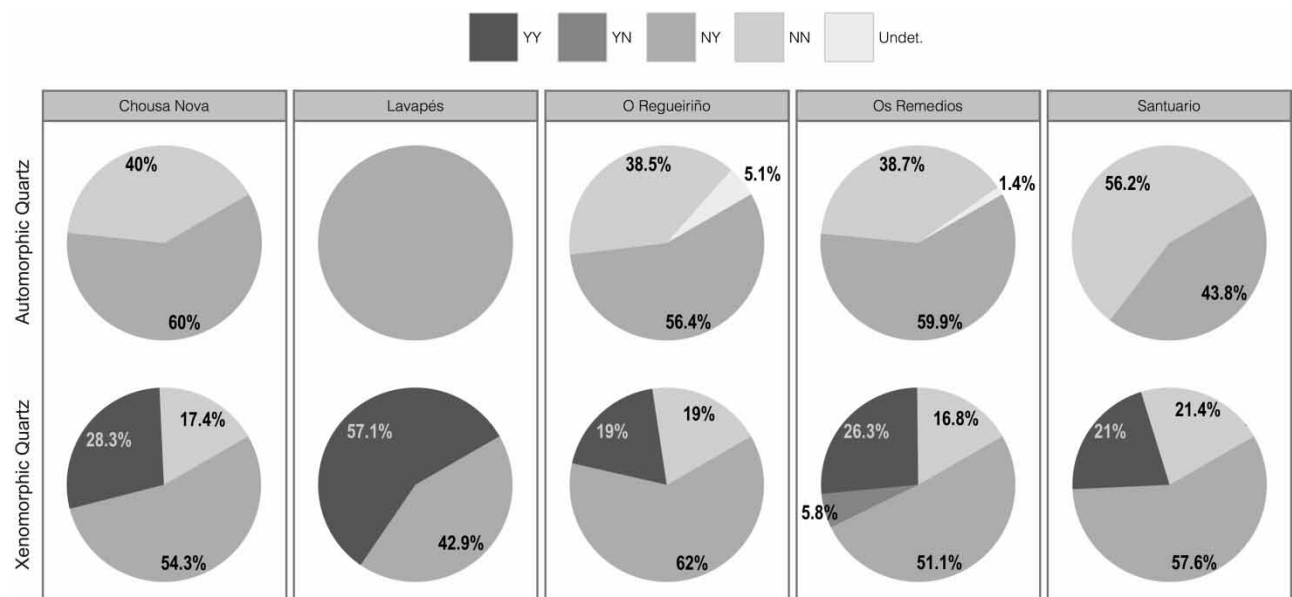 YY YN NY NN Undet.
Chousa Nova Lavapés O Regueiriño Os Remedios Santuario
Automorphic Quartz
40% 38.5% 5.1% 38.7% 1.4% 56.2%
60% 56.4% 59.9% 43.8%
Xenomorphic Quartz
28.3% 17.4% 57.1% 19% 19% 26.3% 16.8% 21% 21.4%
54.3% 42.9% 62% 5.8% 51.1% 57.6%